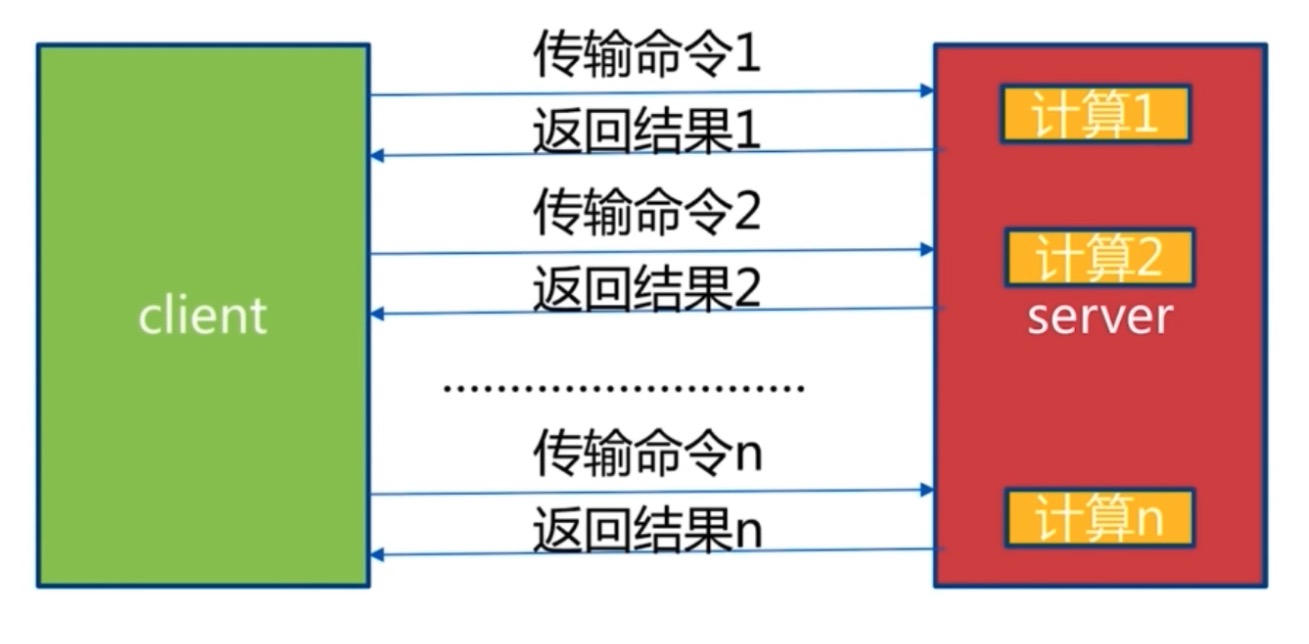 传输命令1
计算1
返回结果1
传输命令2
计算2
返回结果2
client
server
..........................
传输命令n
计算n
返回结果n